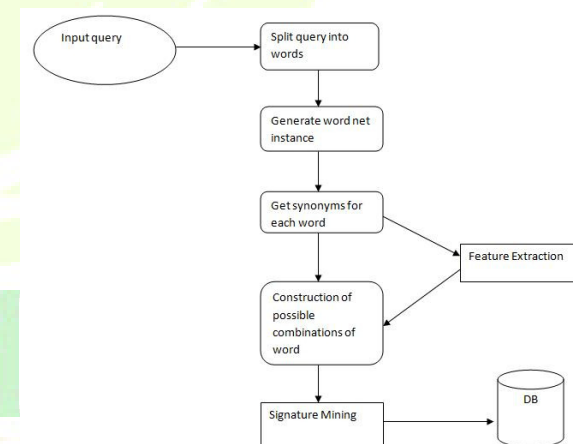 Input query
Split query into
words
Generate word net
instance
Get synonyms for
each word
Feature Extraction
Construction of
possible
combinations of
word
Signature Mining
DB